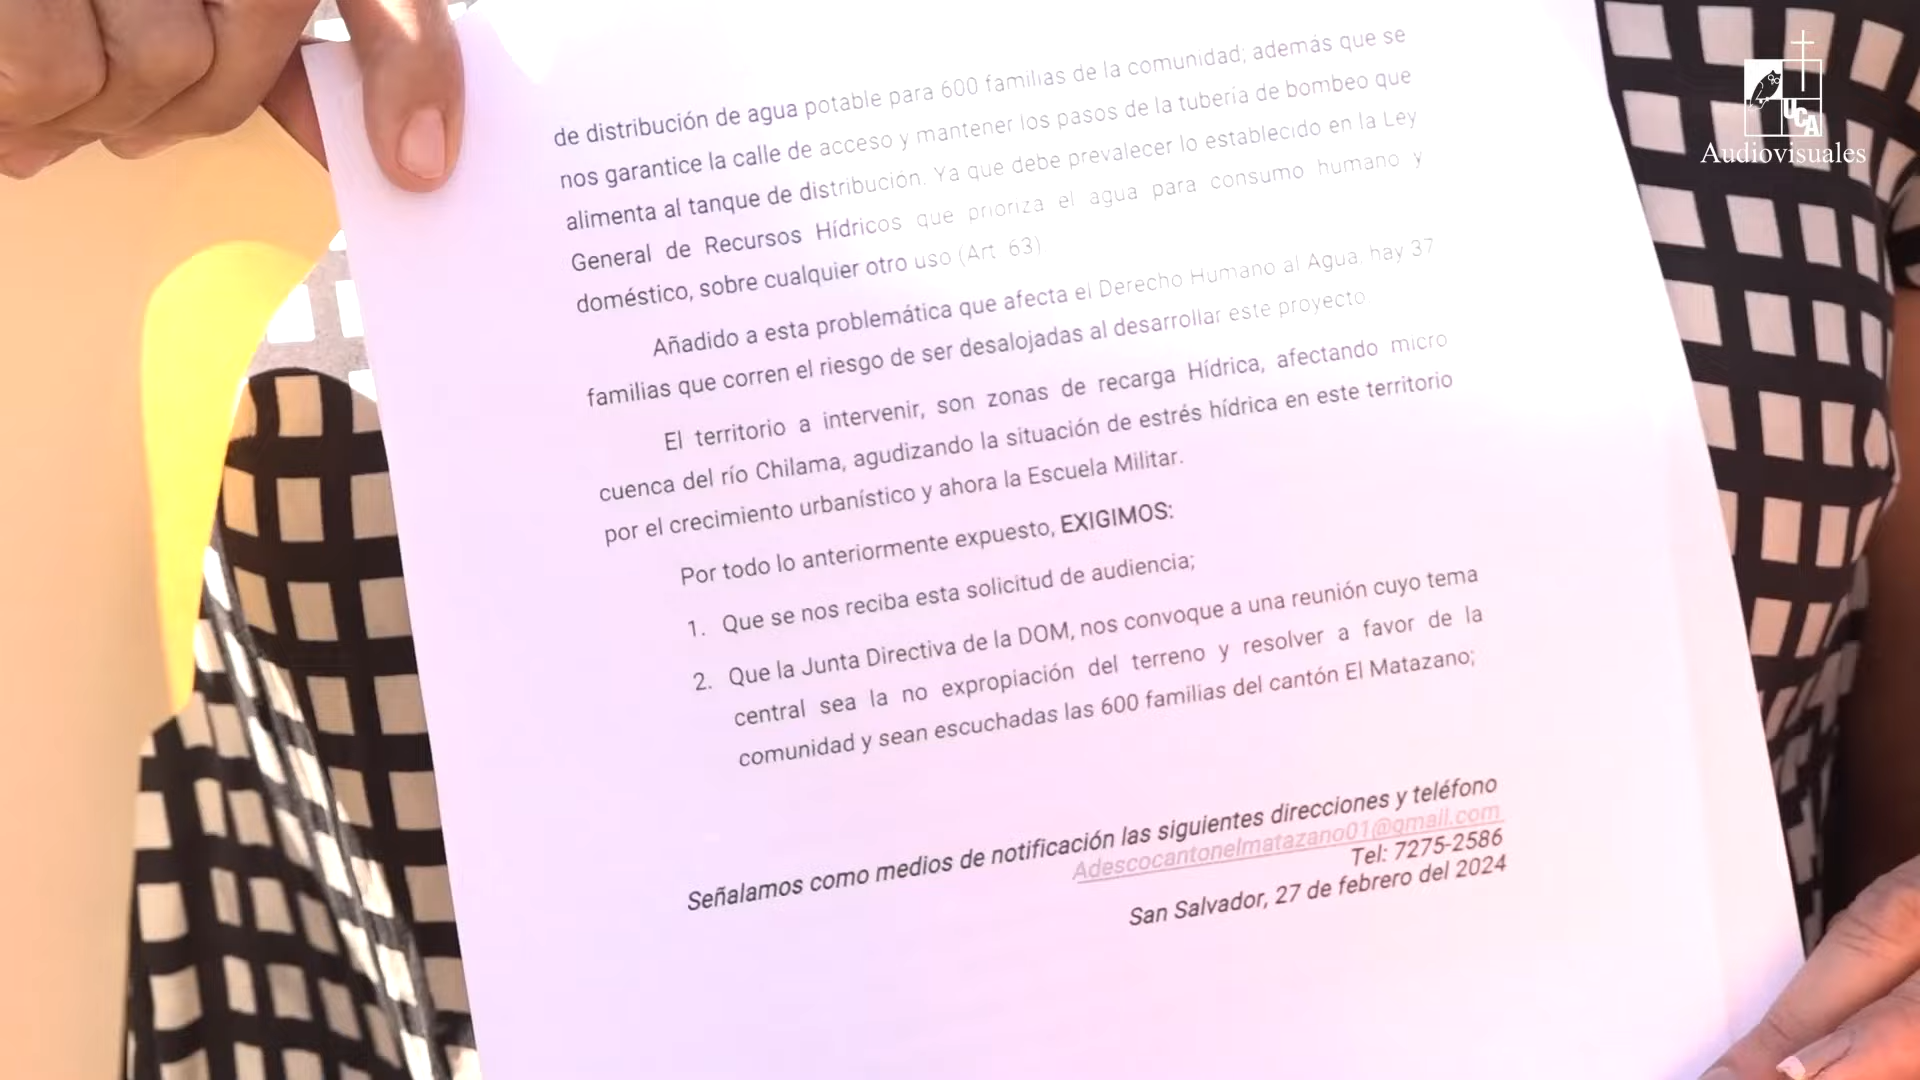 de distribución de agua potable para 600 familias de la comunidad; además que se
nos garantice la calle de acceso y mantener los pasos de la tubería de bombeo que
alimenta al tanque de distribución. Ya que debe prevalecer lo establecido en la Ley
General de Recursos Hídricos que prioriza el agua para consumo humano y
doméstico, sobre cualquier otro uso (Art. 63)
Añadido a esta problemática que afecta el Derecho Humano al Agua, hay 37
familias que corren el riesgo de ser desalojadas al desarrollar este proyecto
El territorio a intervenir, son zonas de recarga Hídrica, afectando micro
cuenca del río Chilama, agudizando la situación de estrés hídrica en este territorio
por el crecimiento urbanístico y ahora la Escuela Militar.
Por todo lo anteriormente expuesto, EXIGIMOS:
1. Que se nos reciba esta solicitud de audiencia;
2. Que la Junta Directiva de la DOM, nos convoque a una reunión cuyo tema
central sea la no expropiación del terreno y resolver a favor de la
comunidad y sean escuchadas las 600 familias del cantón El Matazano;
Señalamos como medios de notificación las siguientes direcciones y teléfono
Adescocantonelmatazano01@gmail.com
Tel: 7275-2586
San Salvador, 27 de febrero del 2024
UCA
Audiovisuales